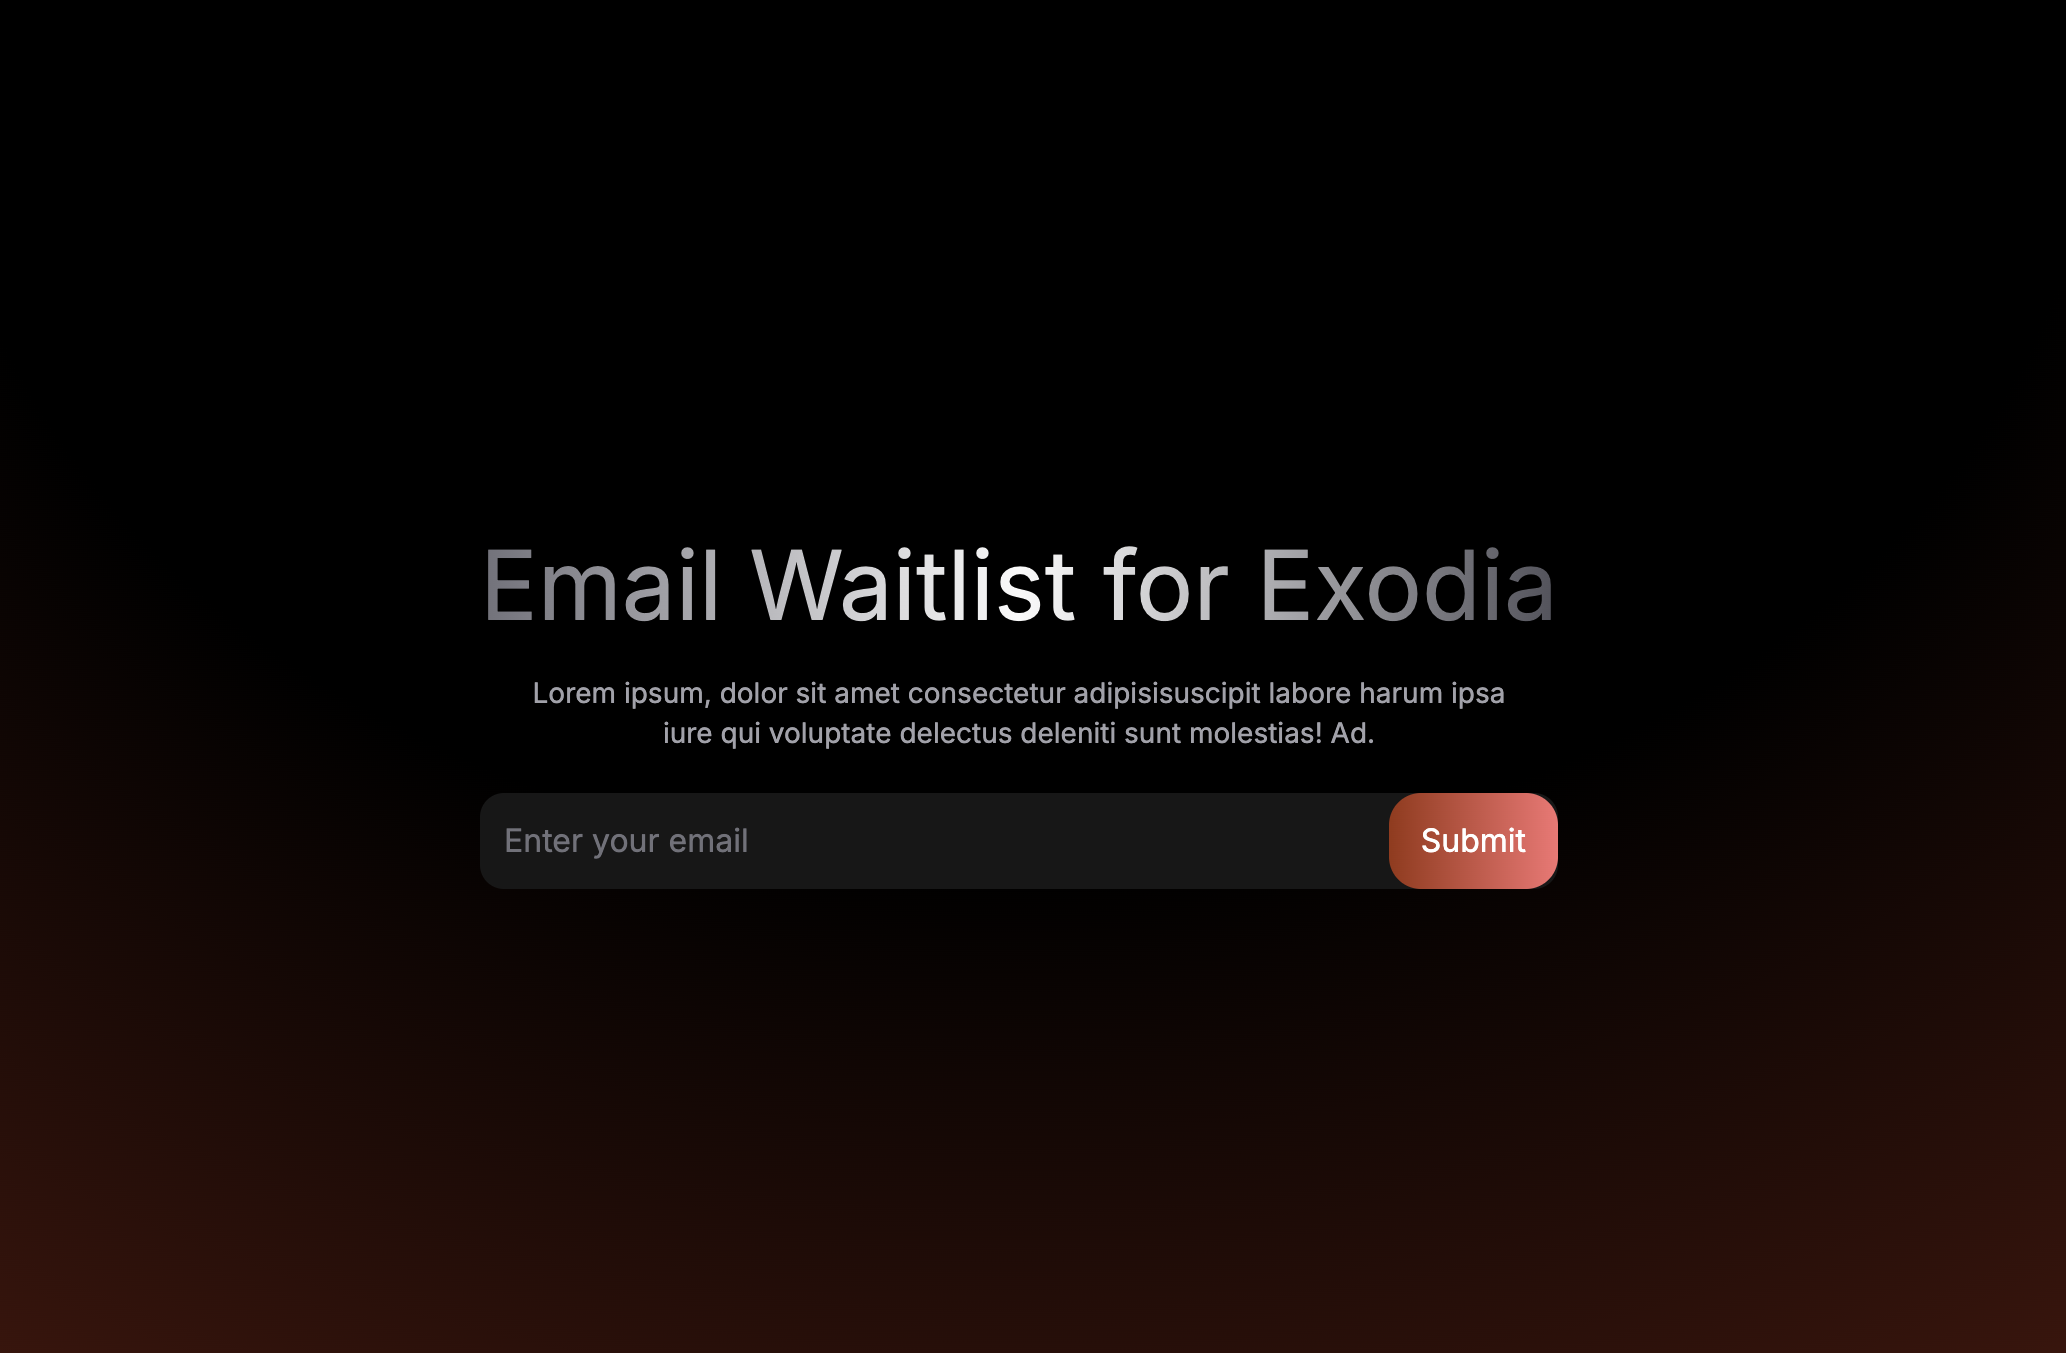 Email Waitlist for Exodia
Lorem ipsum, dolor sit amet consectetur adipisisuscipit labore harum ipsa
iure qui voluptate delectus deleniti sunt molestias! Ad.
Enter your email
Submit